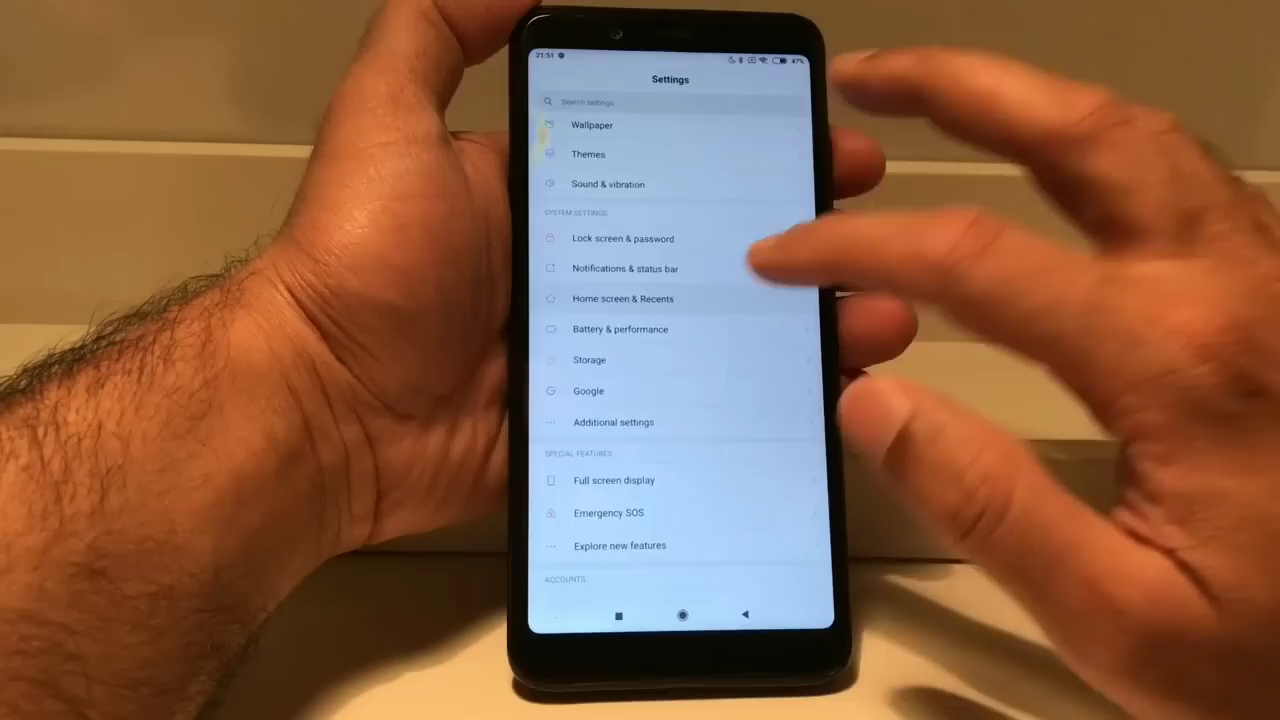 21:51
47%
Settings
Search settings
Wallpaper
Themes
Sound & vibration
SYSTEM SETTINGS
Lock screen & password
Notifications & status bar
Home screen & Recents
Battery & performance
Storage
Google
Additional settings
SPECIAL FEATURES
Full screen display
Emergency SOS
Explore new features
ACCOUNTS